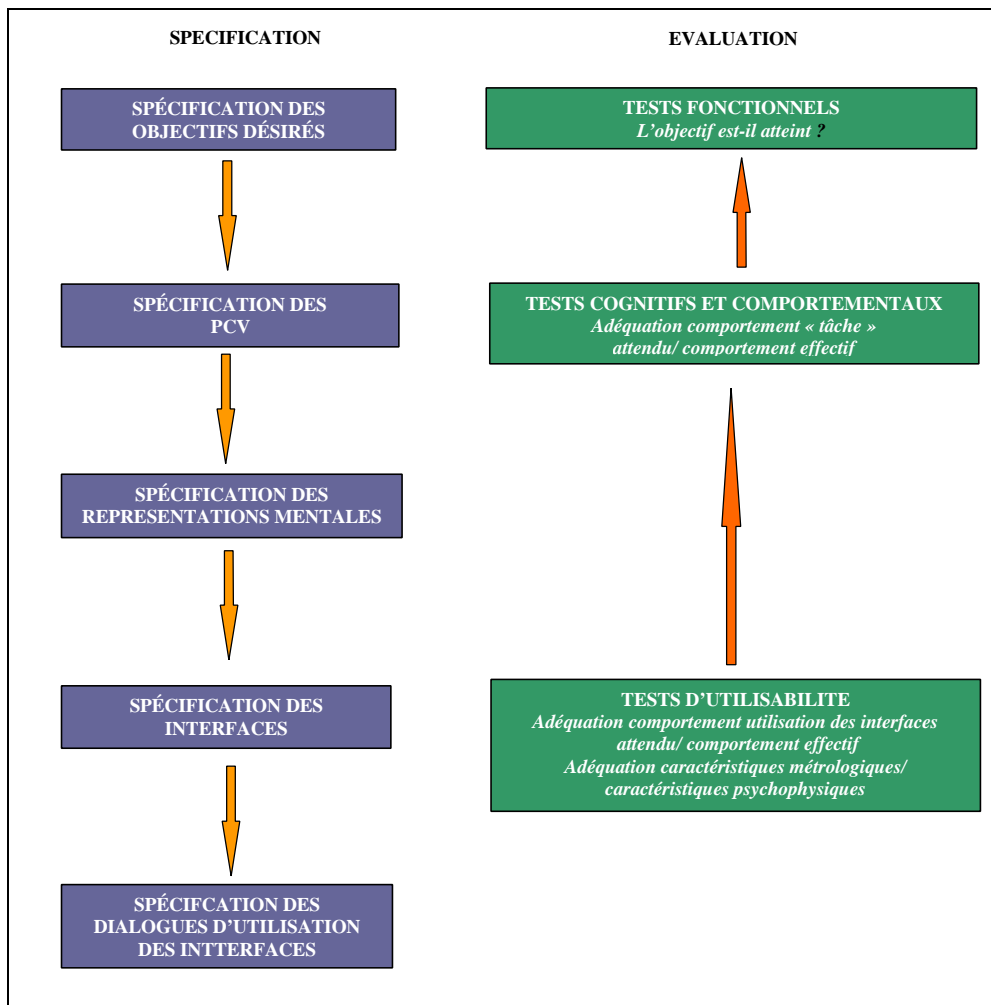 SPECIFICATION
SPÉCIFICATION DES
OBJECTIFS DÉSIRÉS
SPÉCIFICATION DES
PCV
SPÉCIFICATION DES
REPRESENTATIONS MENTALES
SPÉCIFICATION DES
INTERFACES
SPÉCIFCATION DES
DIALOGUES D’UTILISATION
DES INTTERFACES
EVALUATION
TESTS FONCTIONNELS
L’objectif est-il atteint ?
TESTS COGNITIFS ET COMPORTEMENTAUX
Adéquation comportement « tâche »
attendu/ comportement effectif
TESTS D’UTILISABILITE
Adéquation comportement utilisation des interfaces
attendu/ comportement effectif
Adéquation caractéristiques métrologiques/
caractéristiques psychophysiques